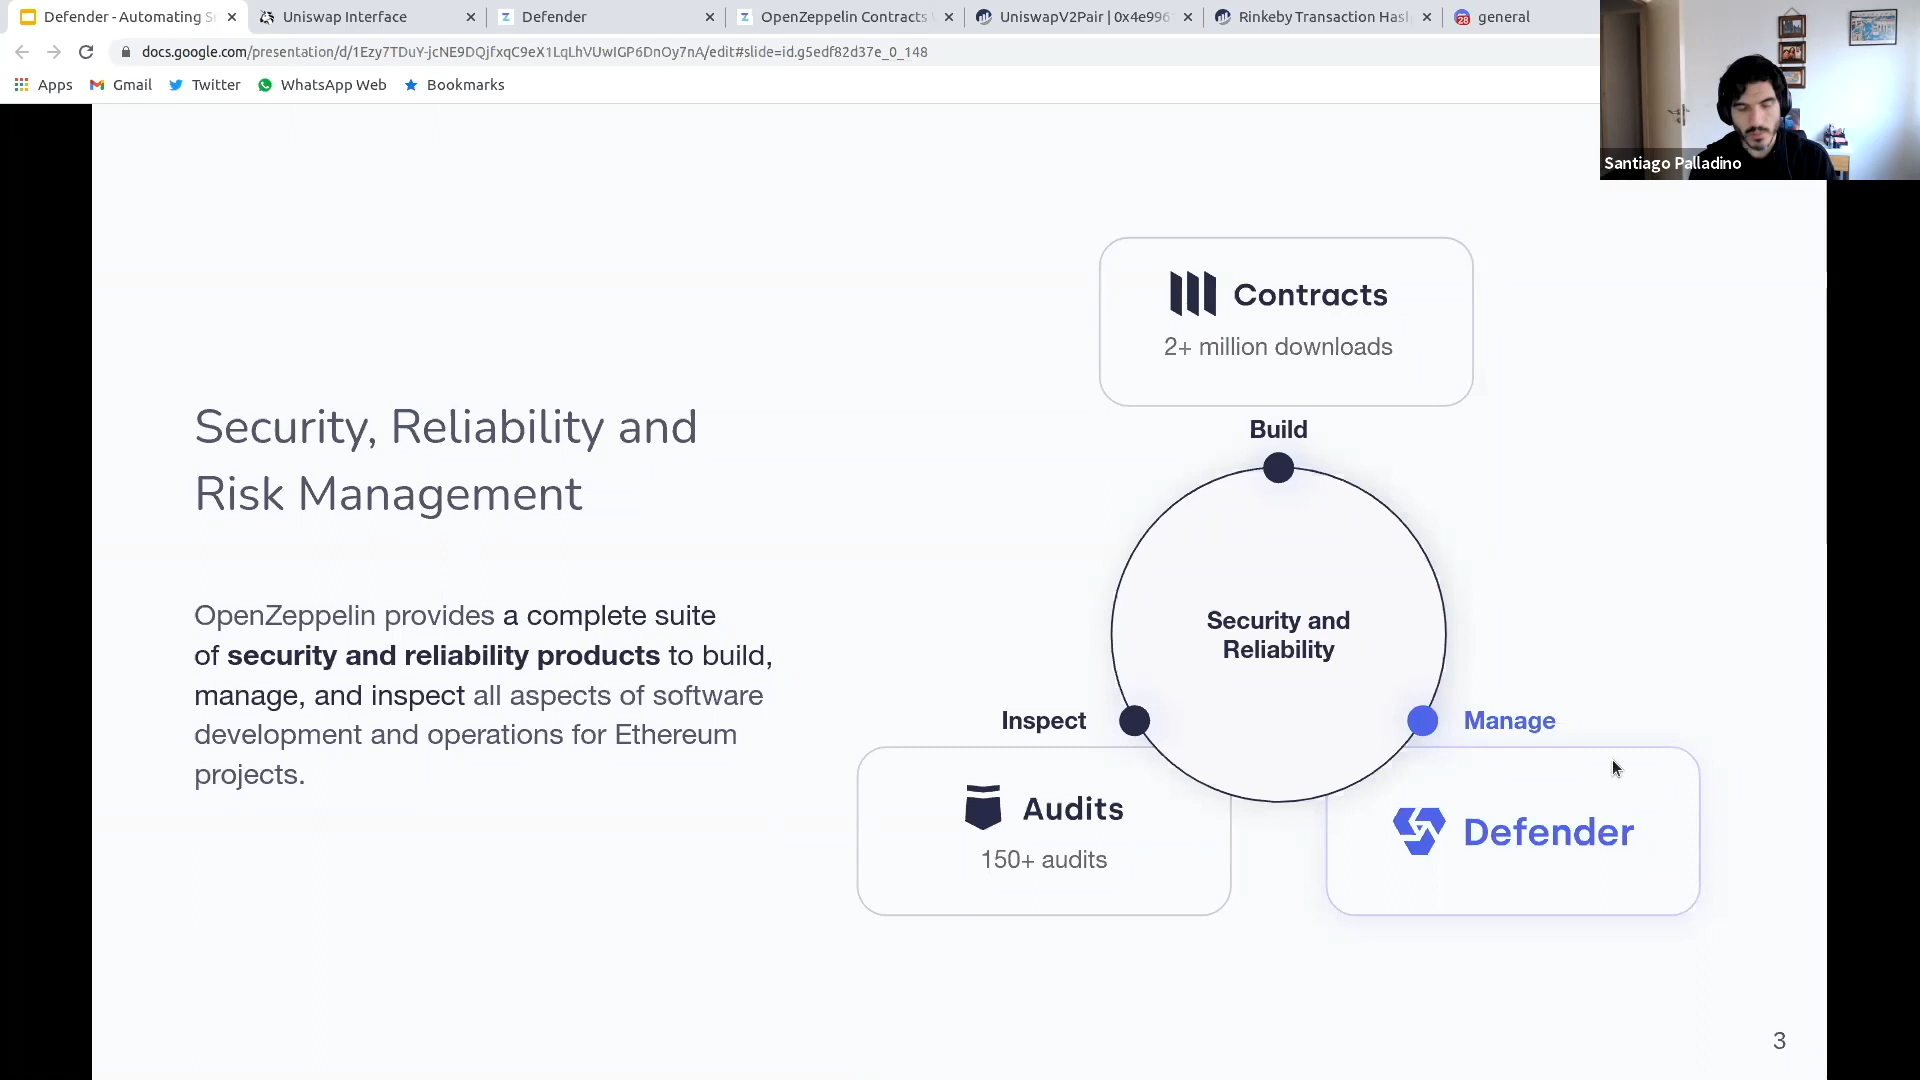 Defender - Automating S
Uniswap Interface
Defender
OpenZeppelin Contracts
UniswapV2Pair | 0x4e996
Rinkeby Transaction Hash
general
docs.google.com/presentation/d/1Ezy7TDuY-jcNE9DQjfxqC9eX1LqLhVUwIGP6DnOy7nA/edit#slide=id.g5edf82d37e_0_148
Apps
Gmail
Twitter
WhatsApp Web
Bookmarks
Santiago Palladino
Contracts
2+ million downloads
Build
Security, Reliability and
Risk Management
OpenZeppelin provides a complete suite
of security and reliability products to build,
manage, and inspect all aspects of software
development and operations for Ethereum
projects.
Security and
Reliability
Inspect
Manage
Audits
150+ audits
Defender
3